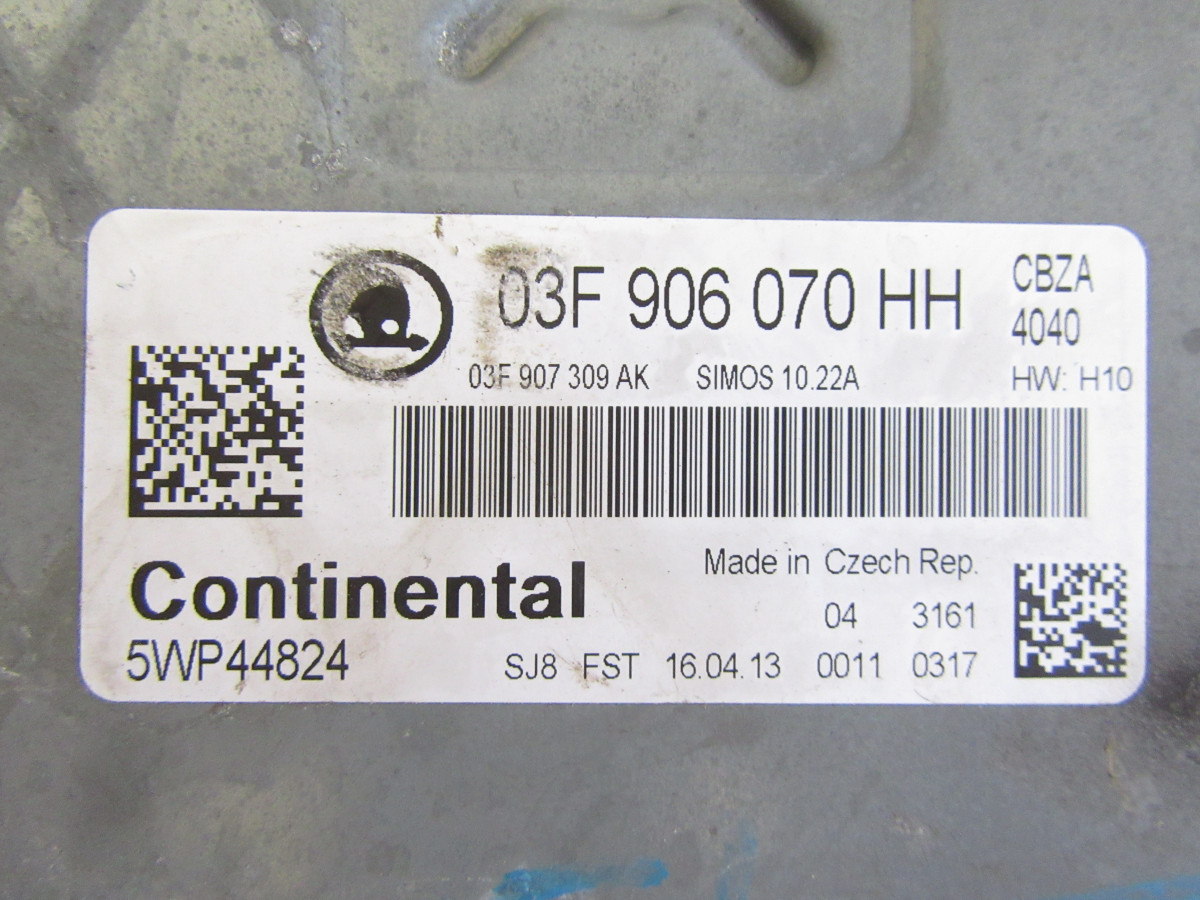 03F 906 070 HH
CBZA
4040
03F 907 309 AK SIMOS 10.22A
HW: H10
Made in Czech Rep.
Continental
04 3161
5WP44824
SJ8 FST 16.04.13 0011 0317